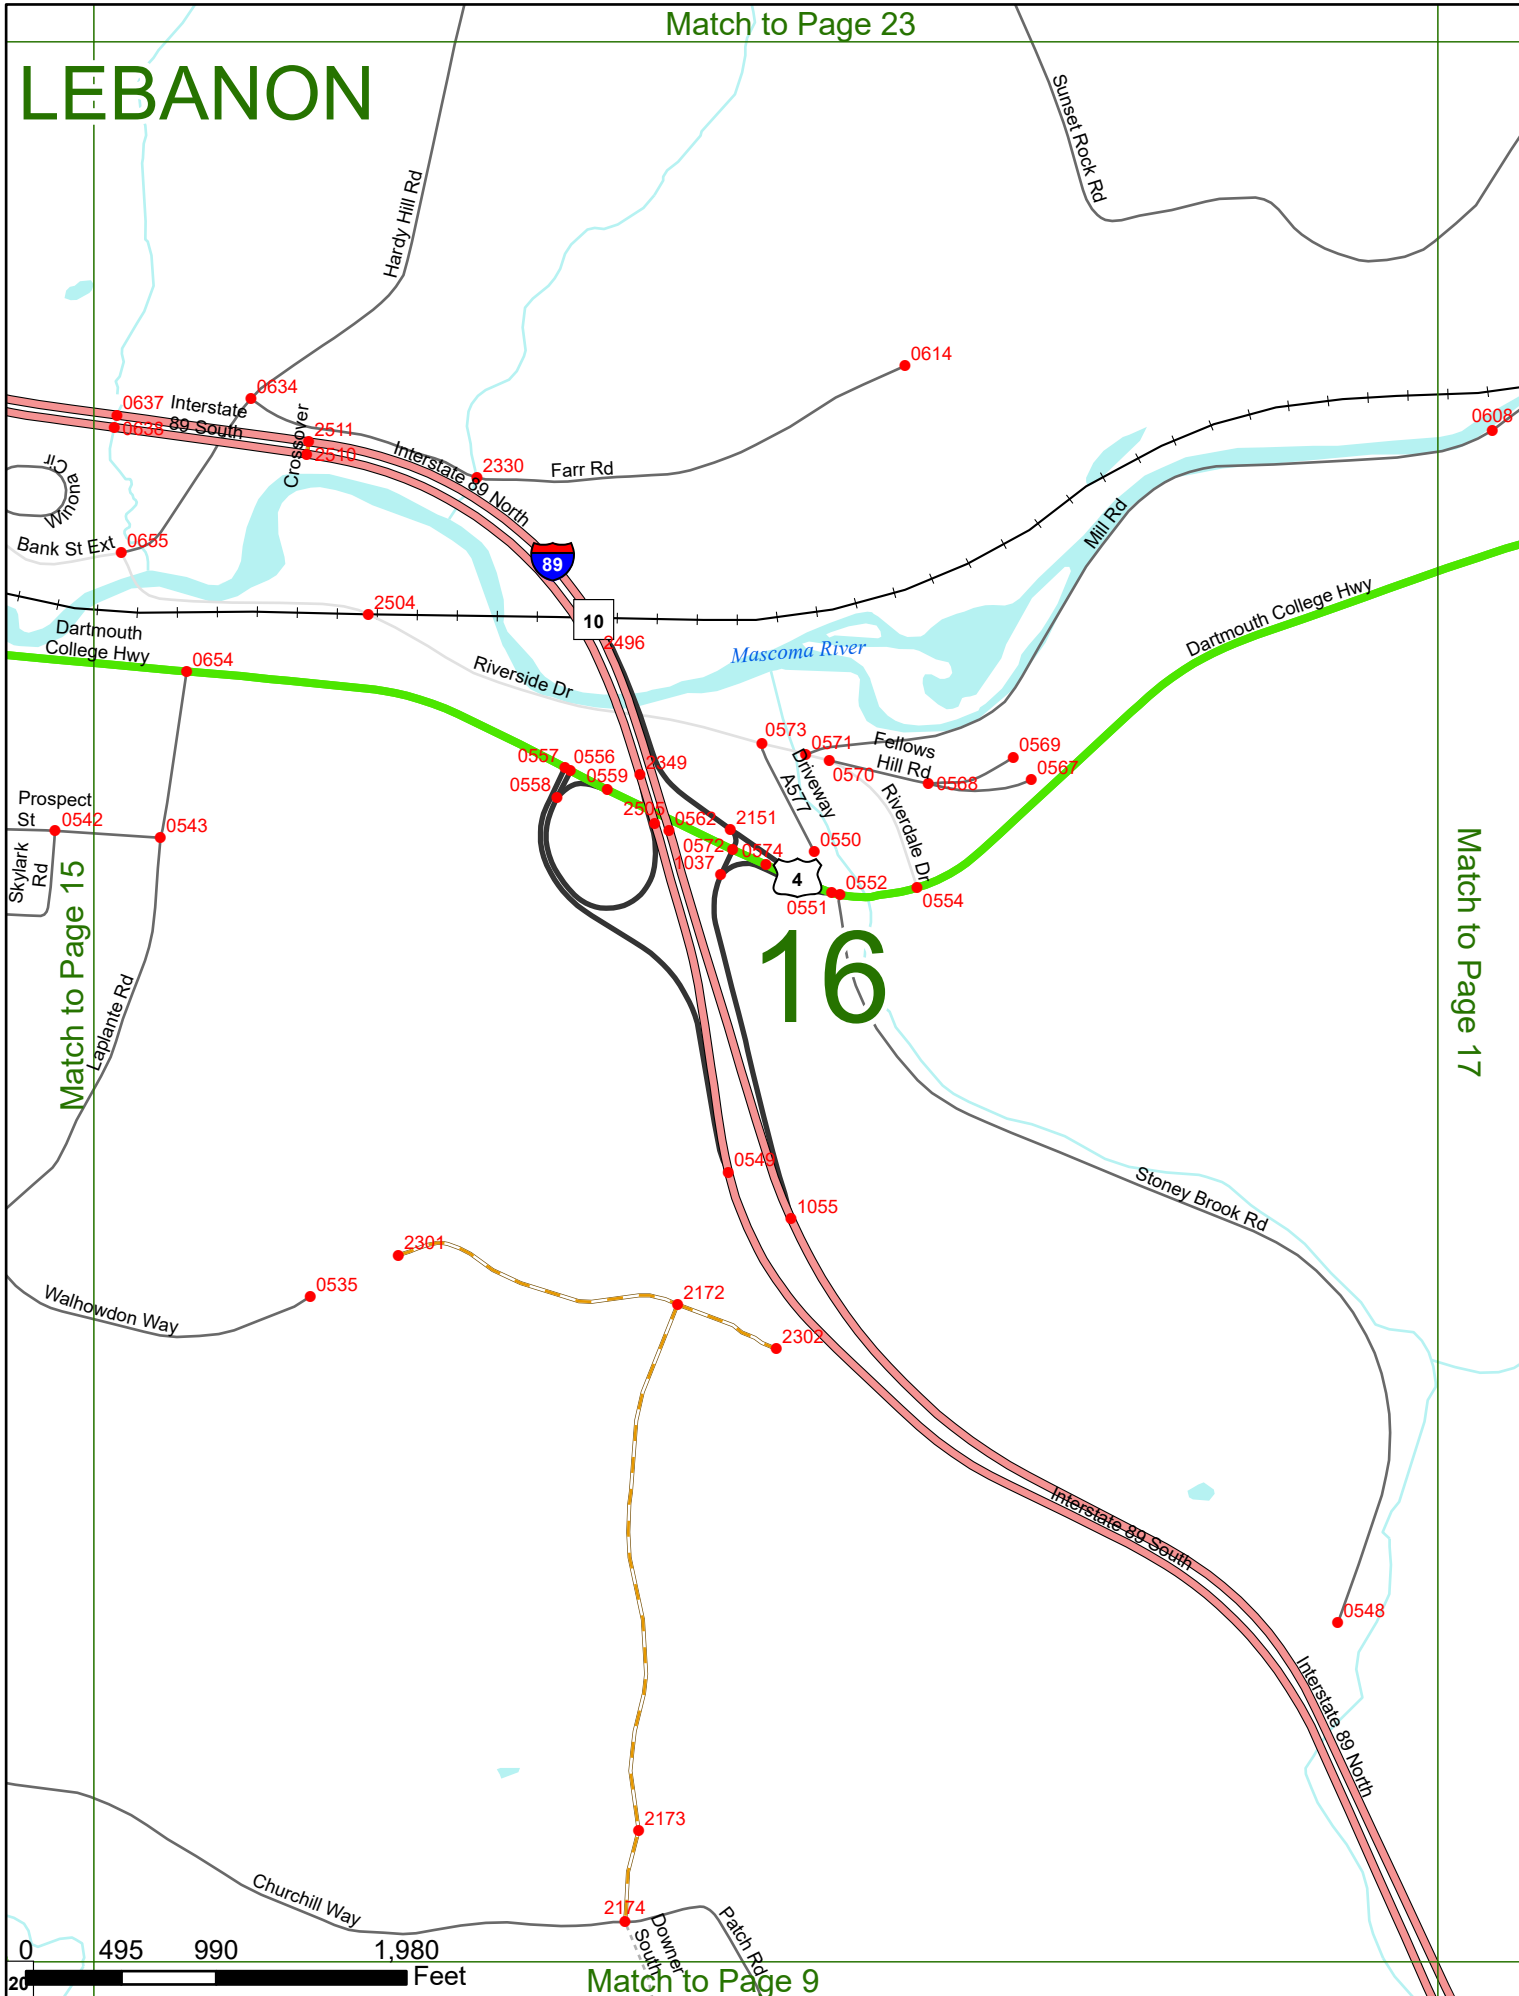 Match to Page 23
LEBANON
Sunset Rock Rd
Hardy Hill Rd
0614
0634
0637
Interstate
89 South
0638
Crossover
2511
2510
0608
Interstate 89 North
2330
Farr Rd
Winona Cir
Mill Rd
Bank St Ext
0655
89
2504
10
Dartmouth
College Hwy
2496
Mascoma River
Dartmouth College Hwy
0654
Riverside Dr
0573
0571
Fellows
Hill Rd
0569
0557
0556
2349
0570
0568
0567
0558
0559
Driveway
A577
Riverdale Dr
Prospect
St
0542
0543
2505
0562
2151
0572
0574
0550
1037
4
0552
0551
0554
Skylark
Rd
Match to Page 15
Match to Page 17
16
Laplante Rd
0549
Stoney Brook Rd
1055
2301
0535
2172
Walhowdon Way
2302
Interstate 89 South
0548
Interstate 89 North
2173
Churchill Way
2174
Downer
South
Patch Rd
0
495
990
1,980
Feet
20
Match to Page 9